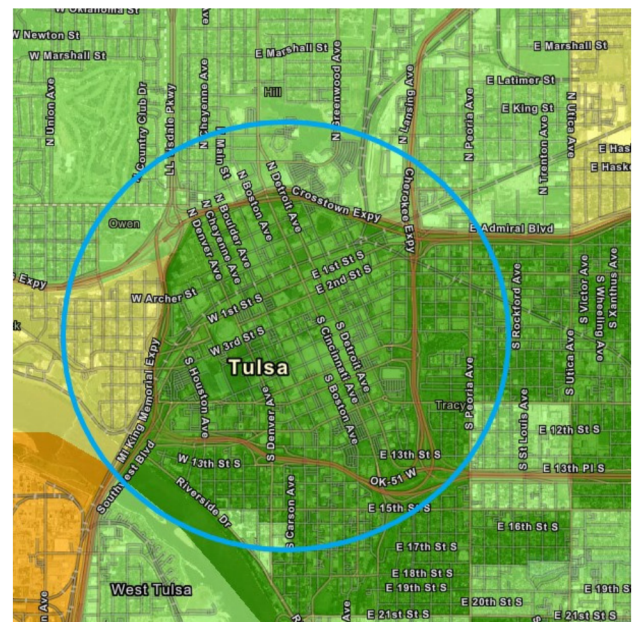 W Oklahoma St
W Newton St
W Marshall St
E Marshall St
E Marshall St
E Latimer St
E King St
Hill
N Union Ave
N Country Club Dr
LL Tisdale Pkwy
N Cheyenne Ave
N Main St
N Greenwood Ave
N Lansing Ave
N Peoria Ave
N Trenton Ave
N Utica Ave
Owen
N Denver Ave
N Cheyenne Ave
N Boulder Ave
N Boston Ave
N Detroit Ave
Crosstown Expy
Cherokee Expy
E Admiral Blvd
Expy
W Archer St
W 1st St S
W 3rd St S
E 1st St S
E 2nd St S
Tulsa
S Cincinnati Ave
S Detroit Ave
S Boston Ave
S Houston Ave
S Denver Ave
S Rockford Ave
S Victor Ave
S Wheeling Ave
S Xanthus Ave
S Utica Ave
S Peoria Ave
Tracy
S St Louis Ave
E 12th St S
E 13th St S
E 13th Pl S
W 13th St S
OK-51 W
E 15th St S
E 16th St S
E 17th St S
E 18th St S
E 19th St S
E 19th S
E 20th St S
E 21st St S
E 21st St S
S Carson Ave
Riverside Dr
Southwest Blvd
Ml King Memorial Expy
West Tulsa